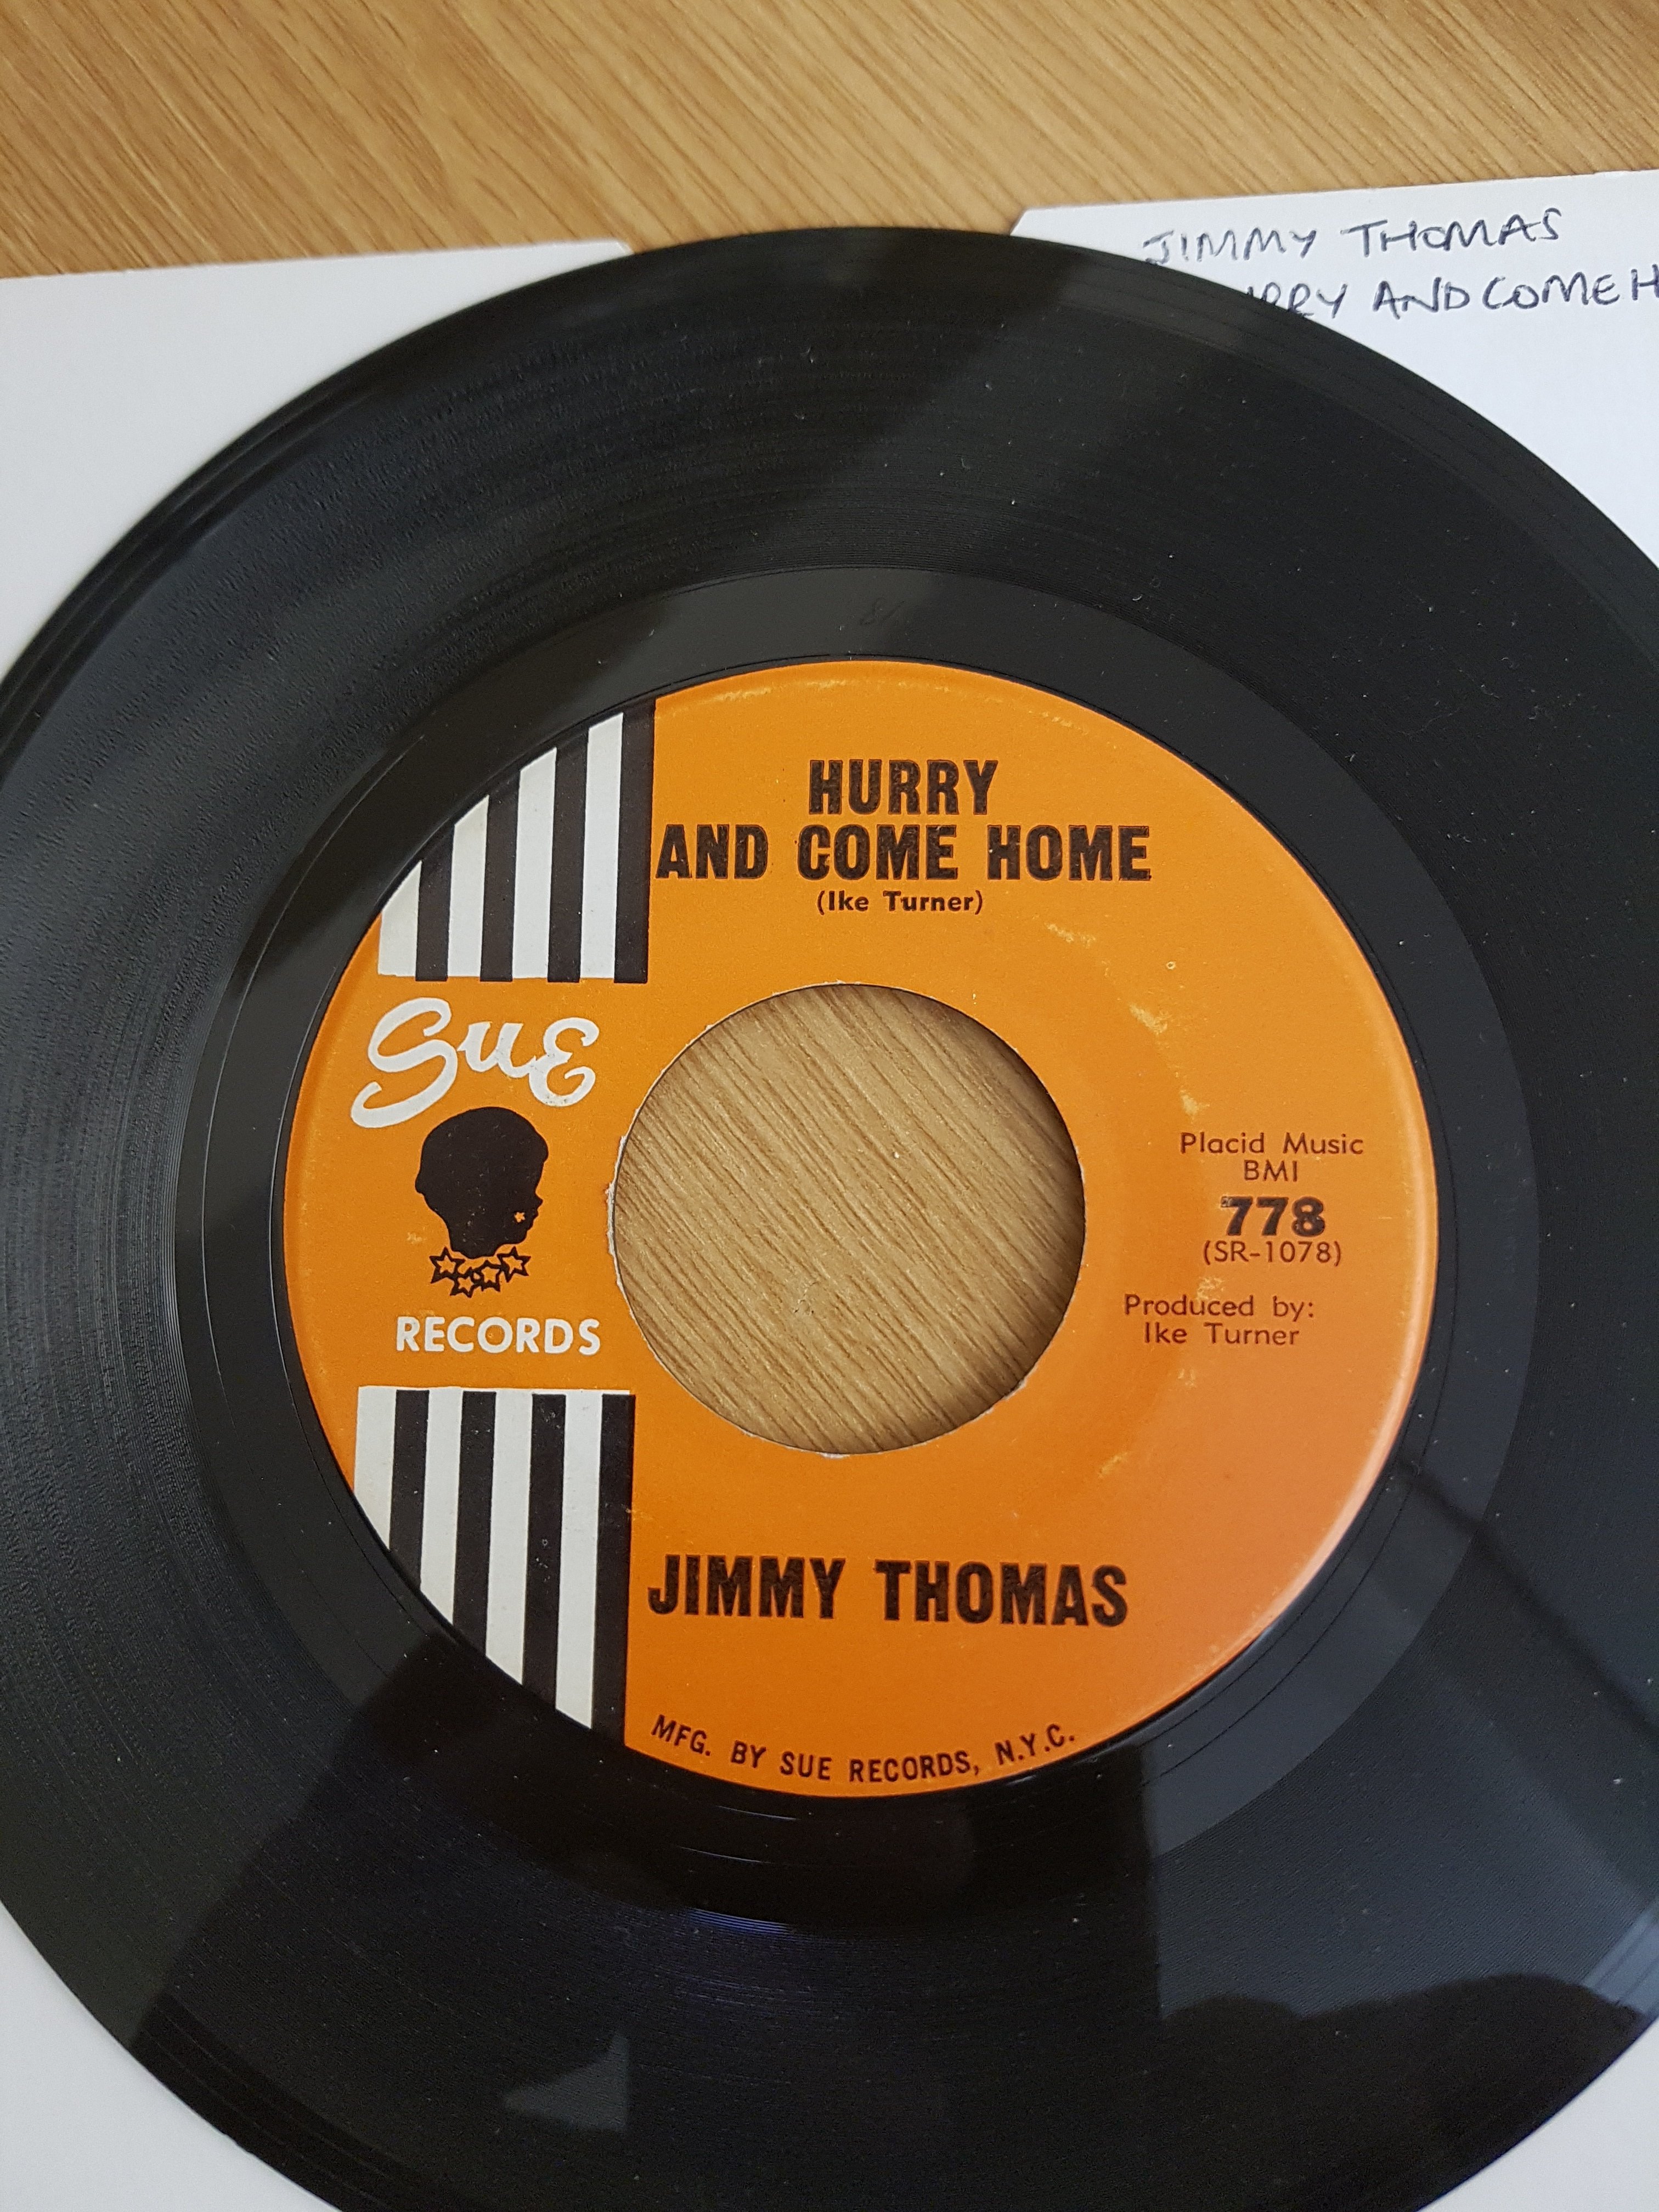 JIMMY THOMAS
AND COME H
HURRY
AND COME HOME
(Ike Turner)
Sue
RECORDS
Placid Music
BMI
778
(SR-1078)
Produced by:
Ike Turner
JIMMY THOMAS
MFG. BY SUE RECORDS, N.Y.C.